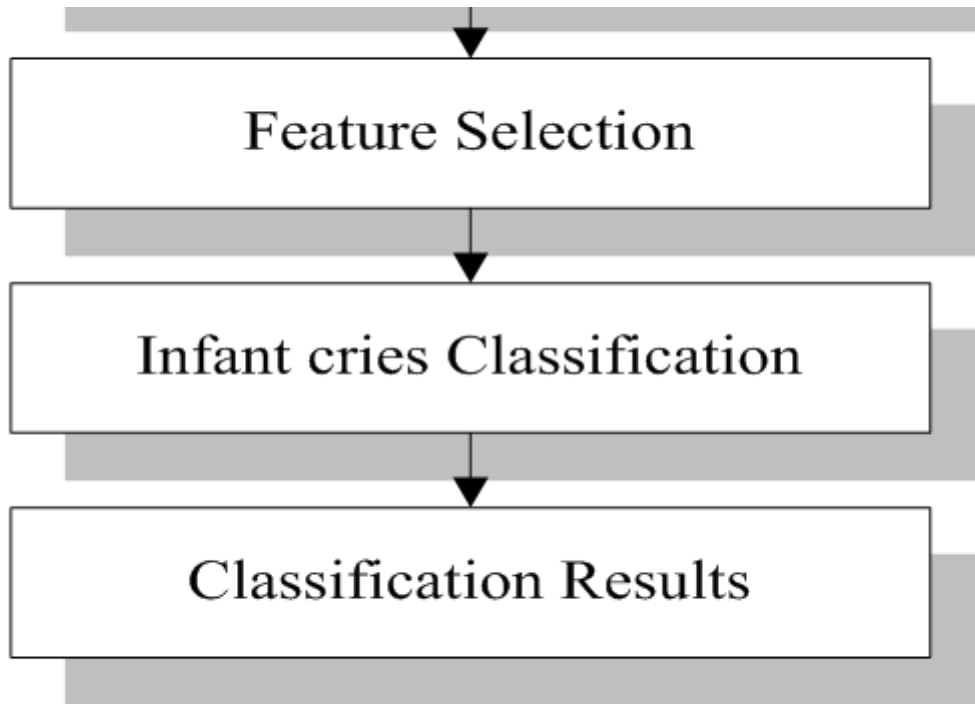 Feature Selection
Infant cries Classification
Classification Results